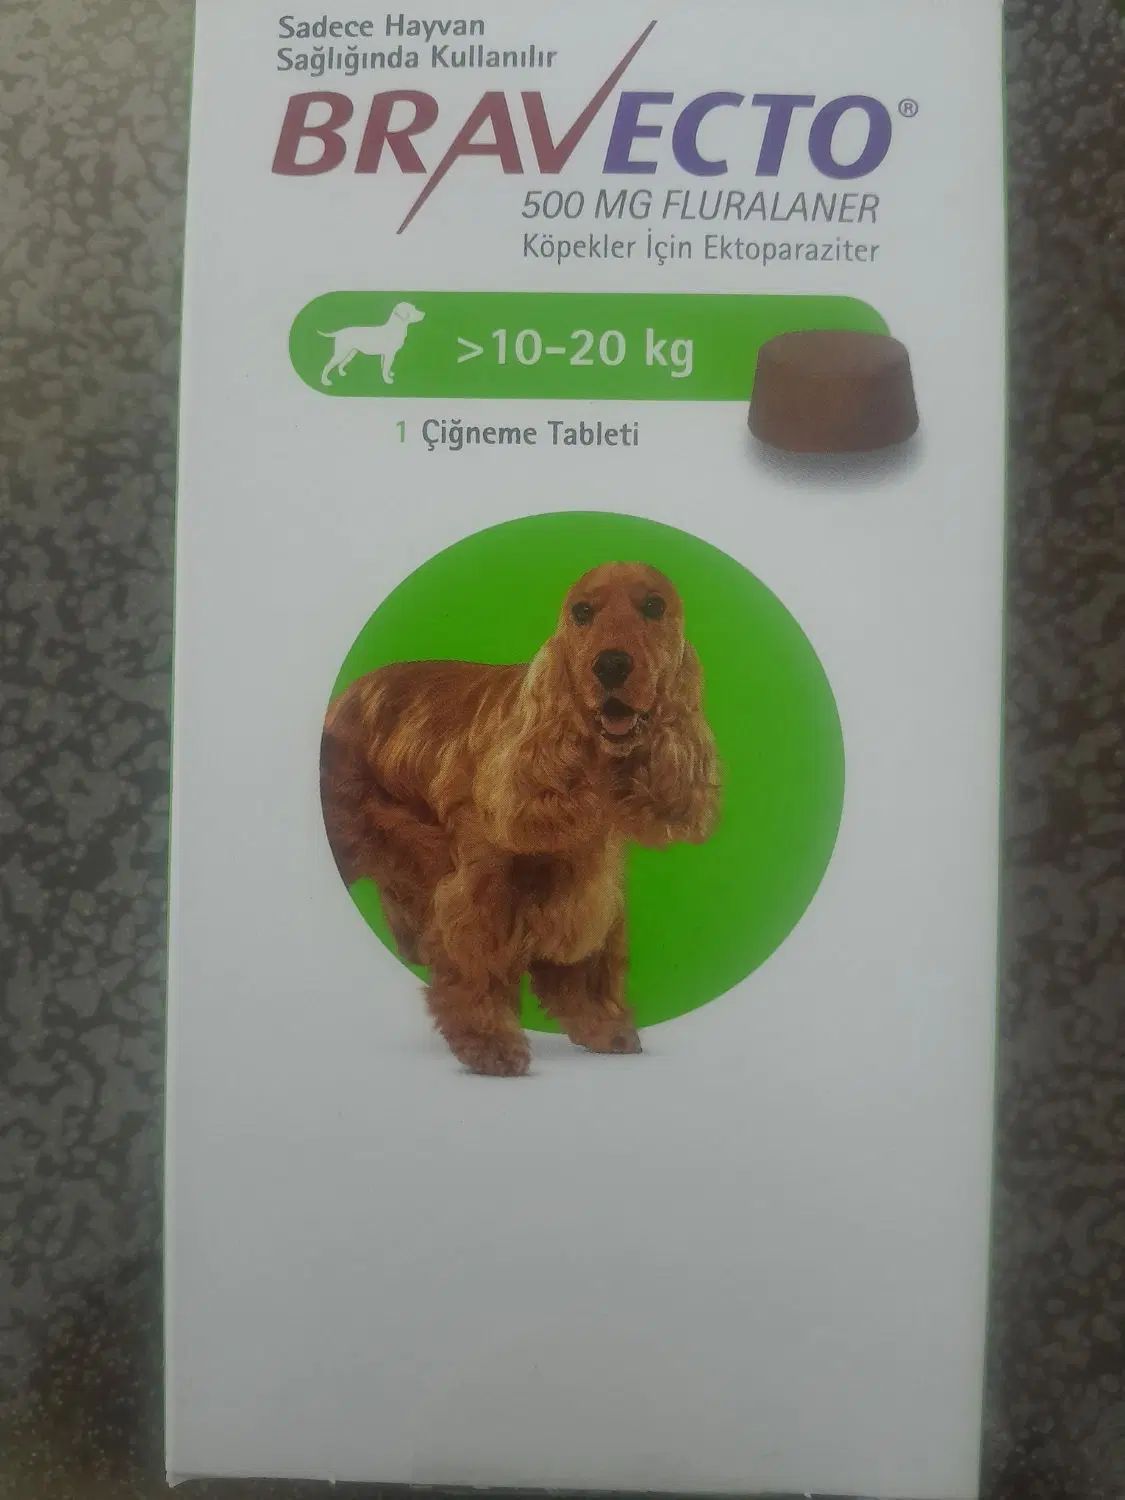 Sadece Hayvan
Sağlığında Kullanılır
BRAVECTO®
500 MG FLURALANER
Köpekler İçin Ektoparaziter
>10-20 kg
1 Çiğneme Tableti